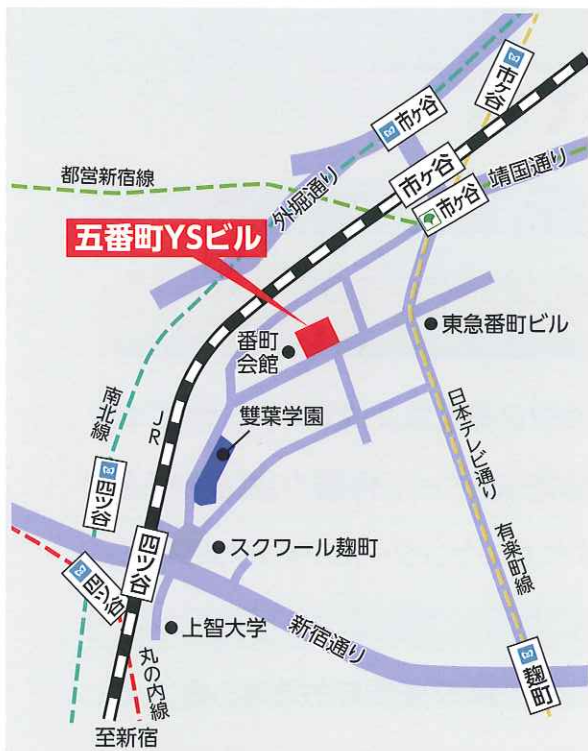 市ヶ谷
市ヶ谷
都営新宿線
外堀通り
市ヶ谷
靖国通り
市ヶ谷
五番町YSビル
番町
会館
東急番町ビル
南北線
JR
雙葉学園
日本テレビ通り
四ツ谷
四ツ谷
四ツ谷
スクワール麹町
有楽町線
上智大学
新宿通り
丸の内線
麹町
至新宿